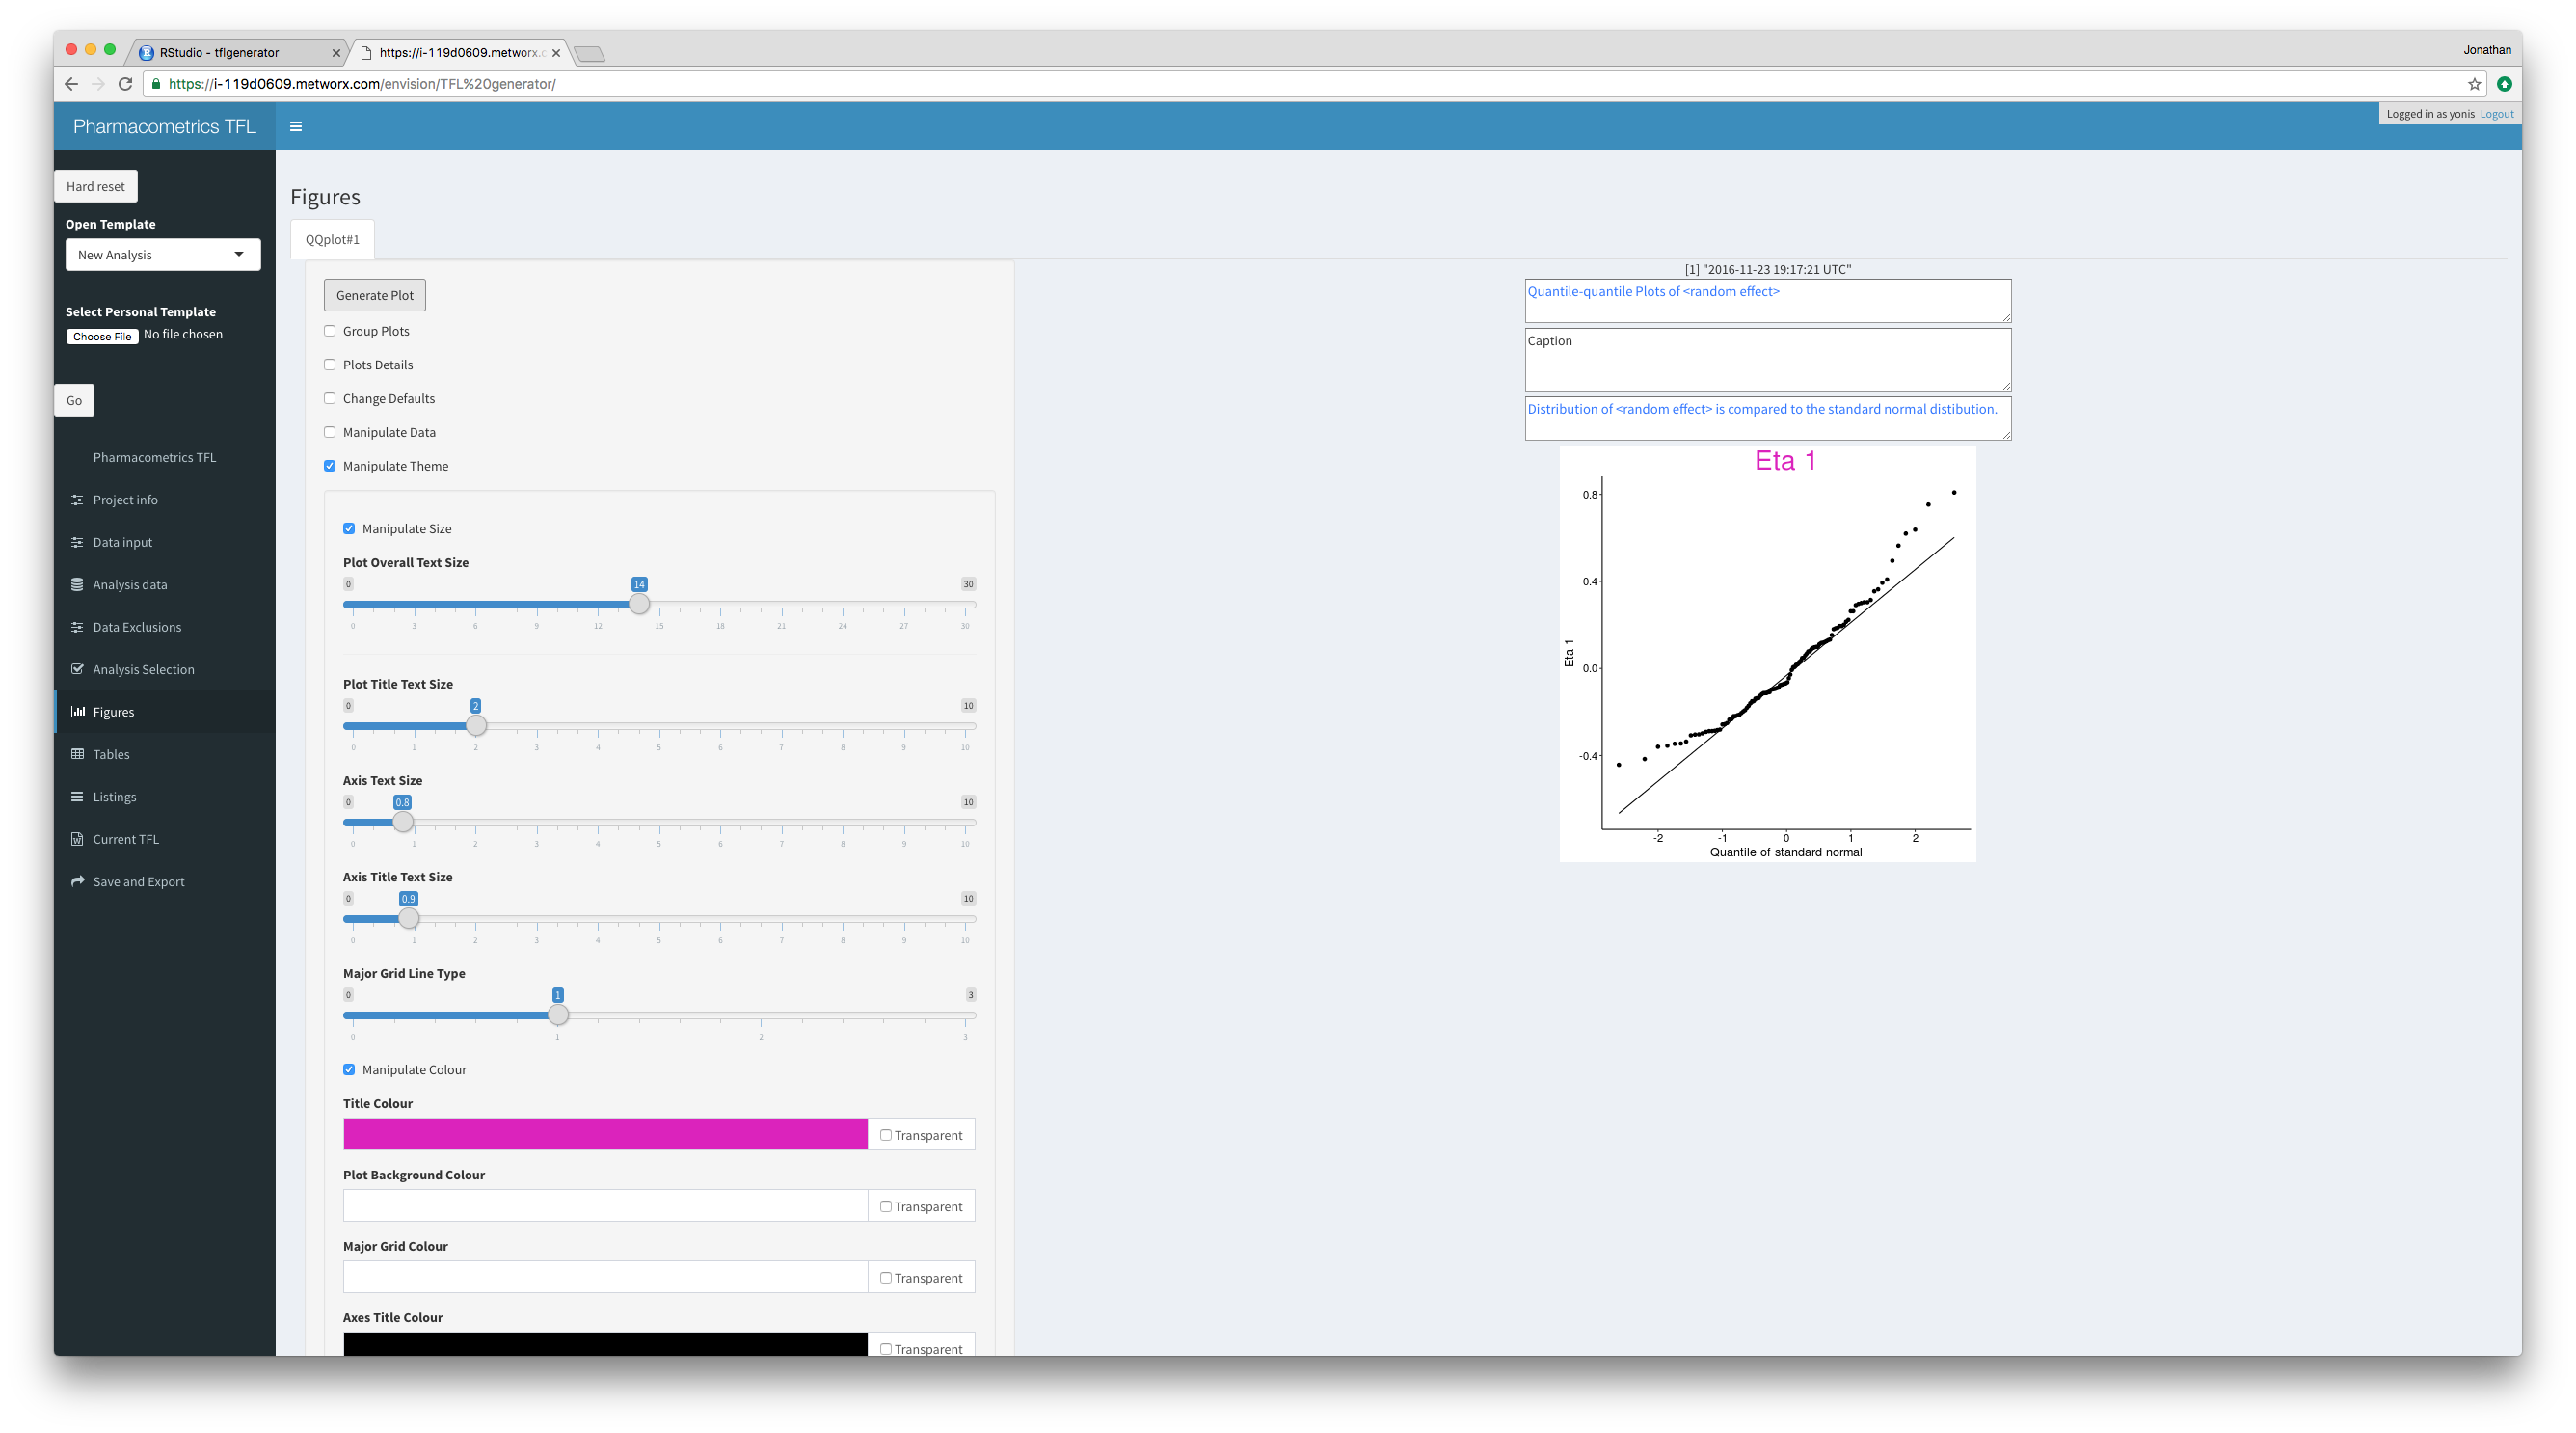 RStudio - tflgenerator
https://i-119d0609.metworx.c
Jonathan
https://i-119d0609.metworx.com/envision/TFL%20generator/
Pharmacometrics TFL
Logged in as yonis Logout
Hard reset
Open Template
New Analysis
Select Personal Template
Choose File No file chosen
Go
Pharmacometrics TFL
Project info
Data input
Analysis data
Data Exclusions
Analysis Selection
Figures
Tables
Listings
Current TFL
Save and Export
Figures
QQplot#1
Generate Plot
Group Plots
Plots Details
Change Defaults
Manipulate Data
Manipulate Theme
Manipulate Size
Plot Overall Text Size
0 14 30
0 3 6 9 12 15 18 21 24 27 30
Plot Title Text Size
0 2 10
0 1 2 3 4 5 6 7 8 9 10
Axis Text Size
0 0.8 10
0 1 2 3 4 5 6 7 8 9 10
Axis Title Text Size
0 0.9 10
0 1 2 3 4 5 6 7 8 9 10
Major Grid Line Type
0 1 3
0 1 2 3
Manipulate Colour
Title Colour
Transparent
Plot Background Colour
Transparent
Major Grid Colour
Transparent
Axes Title Colour
Transparent
[1] "2016-11-23 19:17:21 UTC"
Quantile-quantile Plots of <random effect>
Caption
Distribution of <random effect> is compared to the standard normal distibution.
Eta 1
0.8
0.4
0.0
-0.4
Eta 1
-2 -1 0 1 2
Quantile of standard normal